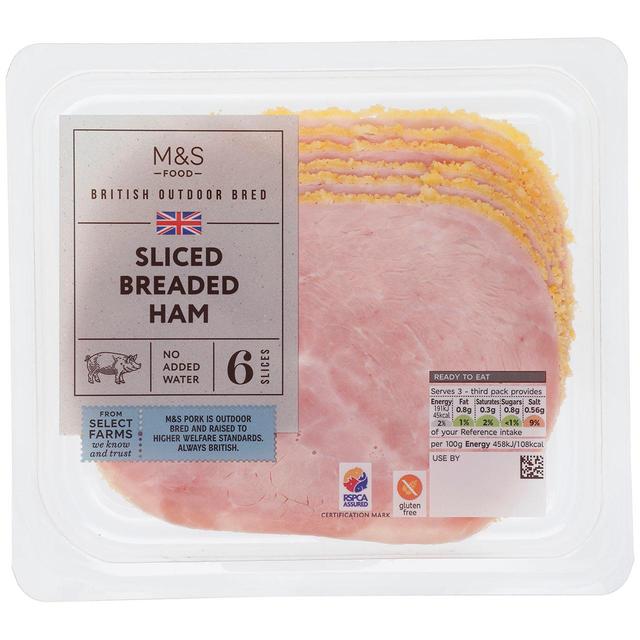 M&S
FOOD
BRITISH OUTDOOR BRED
SLICED
BREADED
HAM
NO
ADDED
WATER
6
SLICES
FROM
SELECT
FARMS
we know
and trust
M&S PORK IS OUTDOOR
BRED AND RAISED TO
HIGHER WELFARE STANDARDS.
ALWAYS BRITISH.
READY TO EAT
Serves 3 - third pack provides
Energy Fat Saturates Sugars Salt
191kJ 0.8g 0.3g 0.8g 0.56g
45kcal
2% 1% 2% <1% 9%
of your Reference intake
per 100g Energy 458kJ/108kcal
USE BY
RSPCA
ASSURED
CERTIFICATION MARK
gluten
free